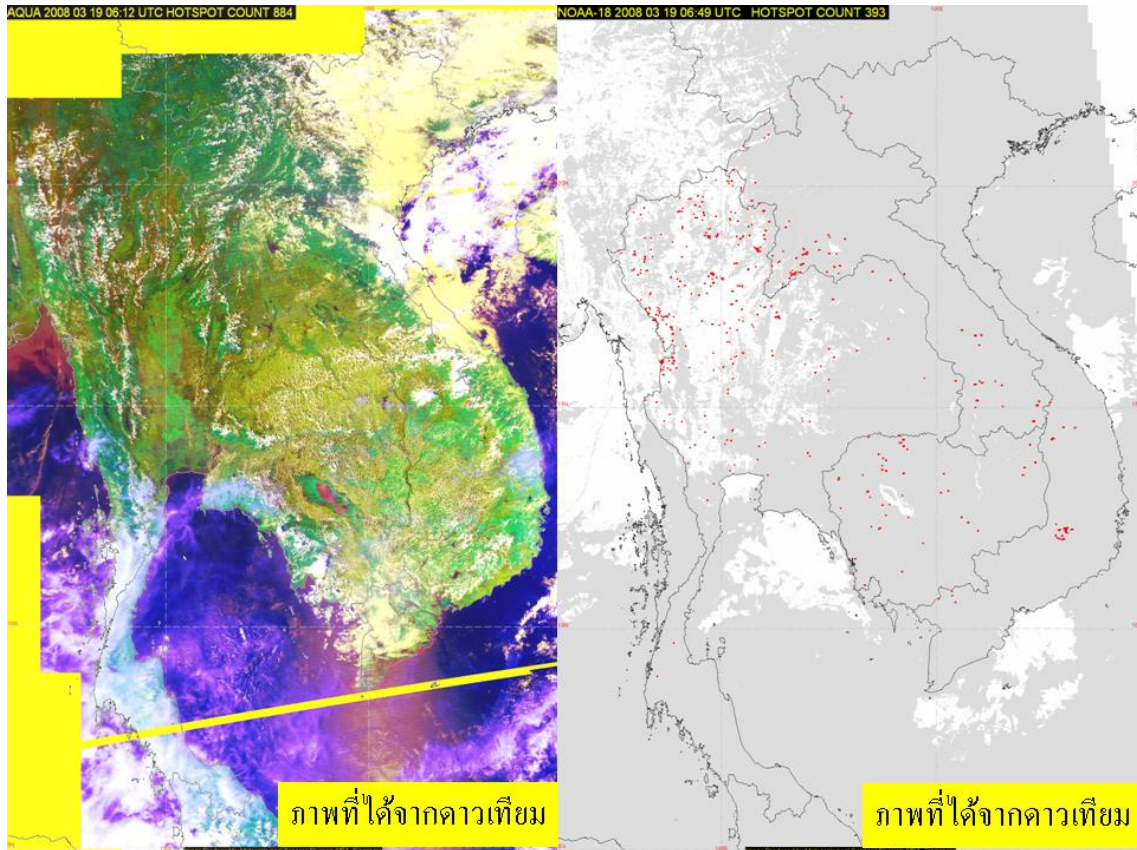 AQUA 2008 03 19 06:12 UTC HOTSPOT COUNT 884
NOAA-18 2008 03 19 06:49 UTC HOTSPOT COUNT 393
ภาพที่ได้จากดาวเทียม
ภาพที่ได้จากดาวเทียม